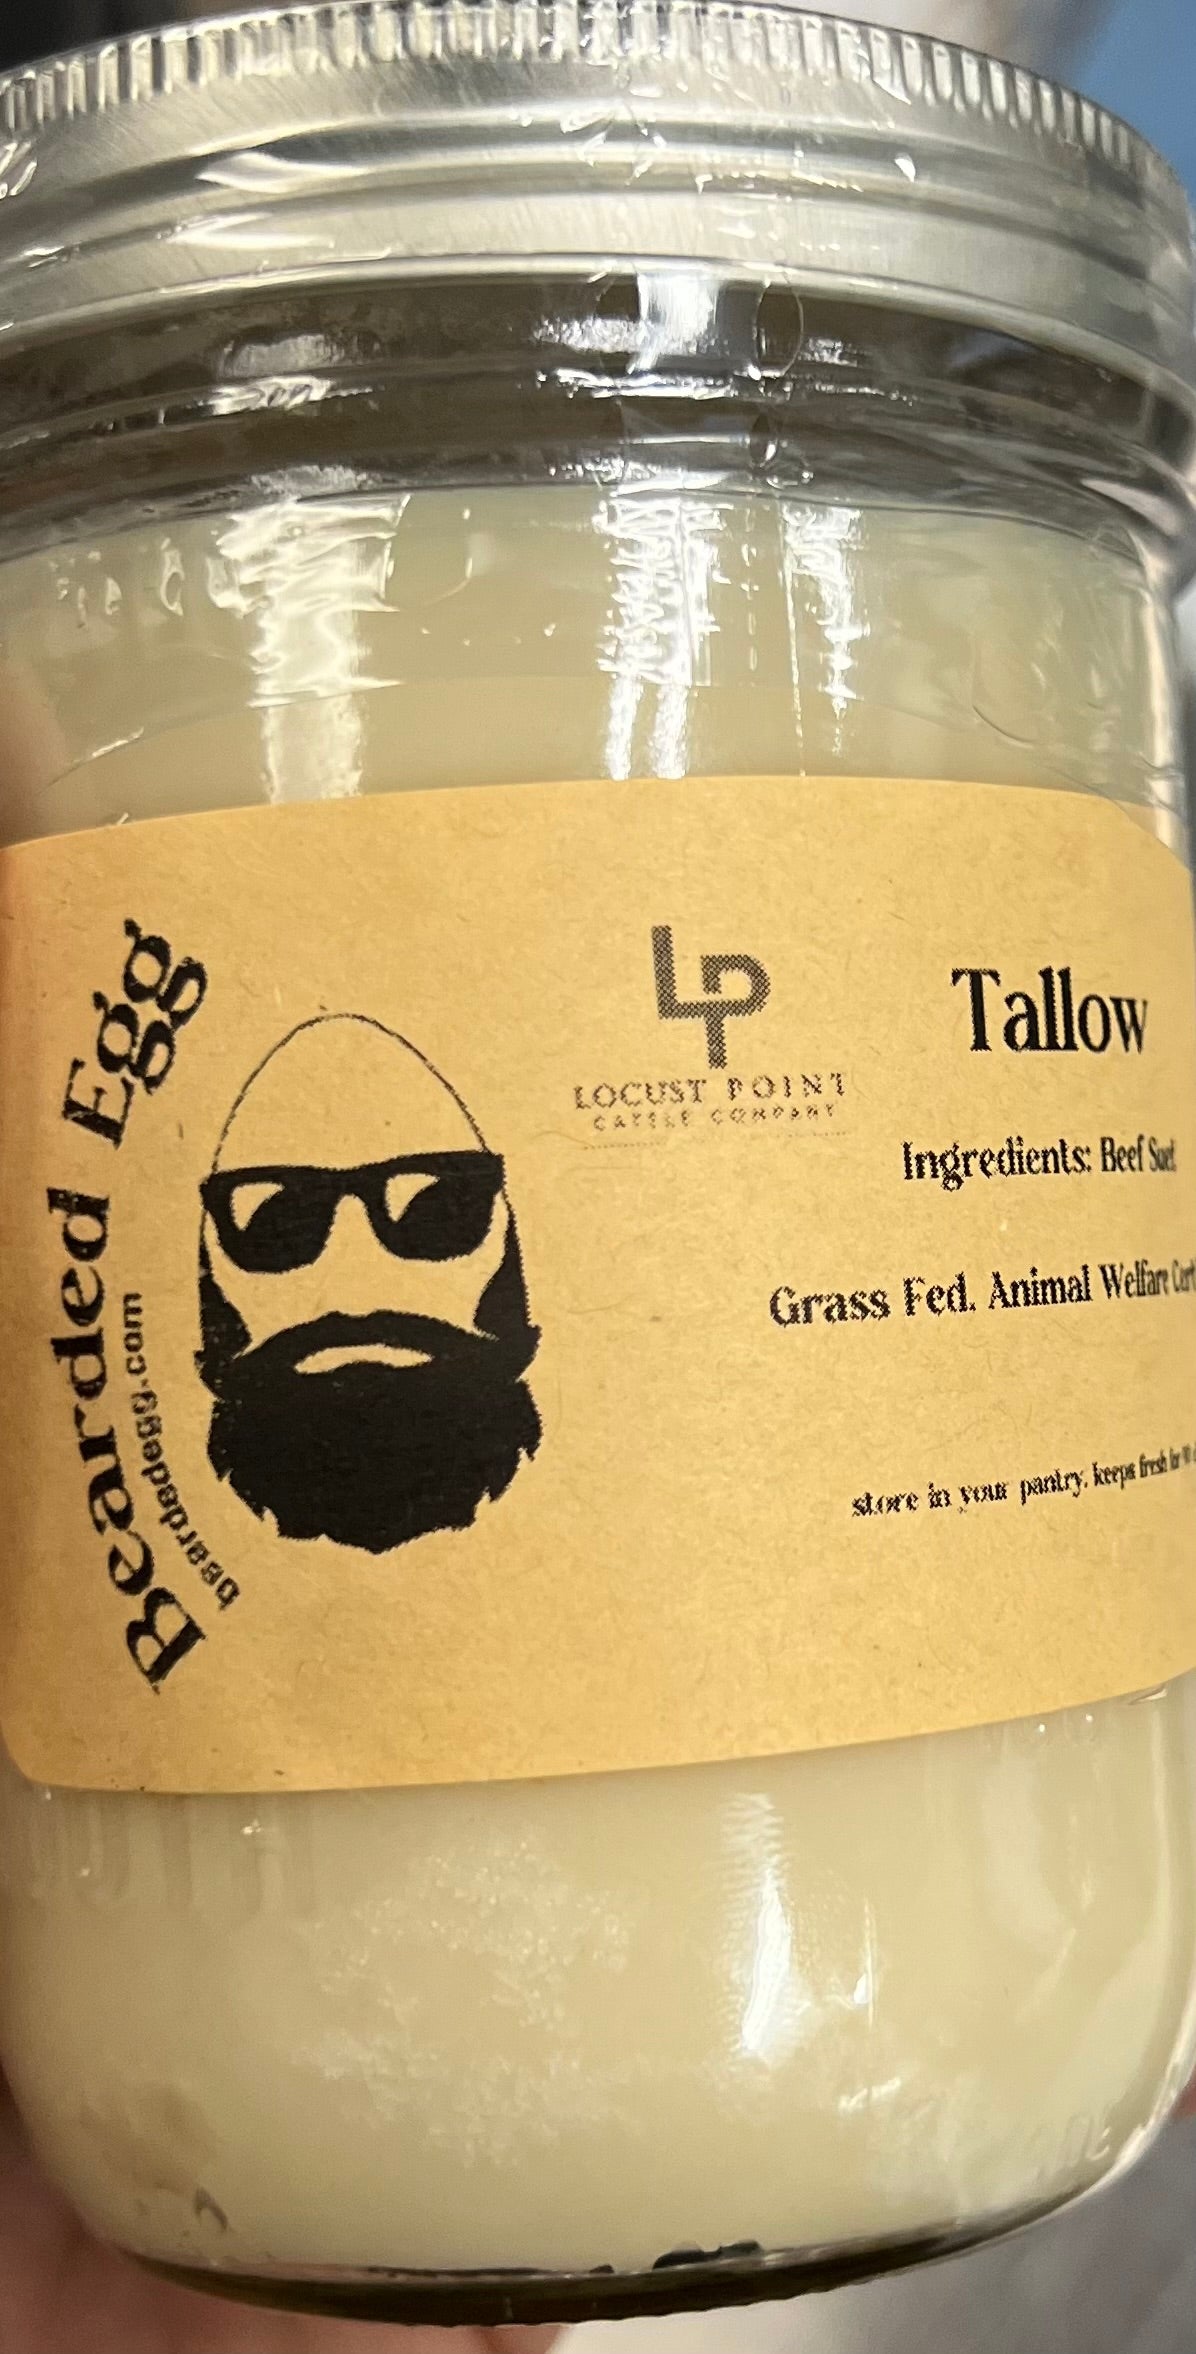 Bearded Egg
beardedegg.com
LP
LOCUST POINT
CATTLE COMPANY
Tallow
Ingredients: Beef Suet
Grass Fed. Animal Welfare
store in your pantry. keeps fresh for